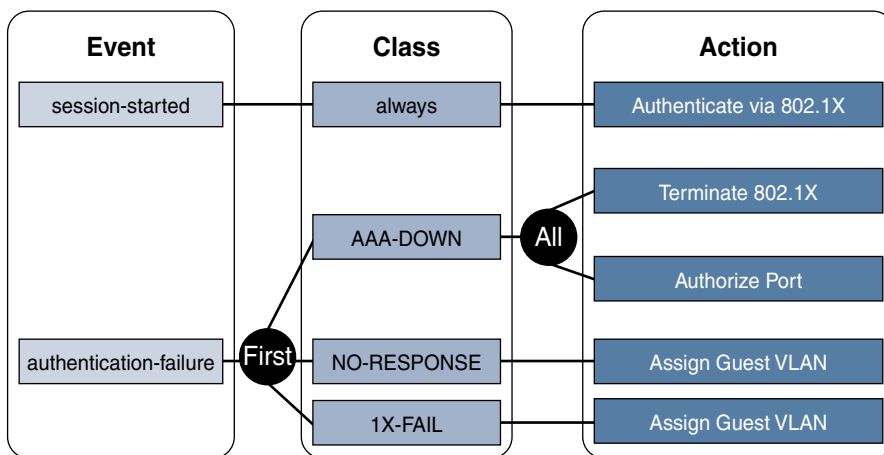 Event
Class
Action
session-started
always
Authenticate via 802.1X
Terminate 802.1X
AAA-DOWN
All
Authorize Port
authentication-failure
First
NO-RESPONSE
Assign Guest VLAN
1X-FAIL
Assign Guest VLAN